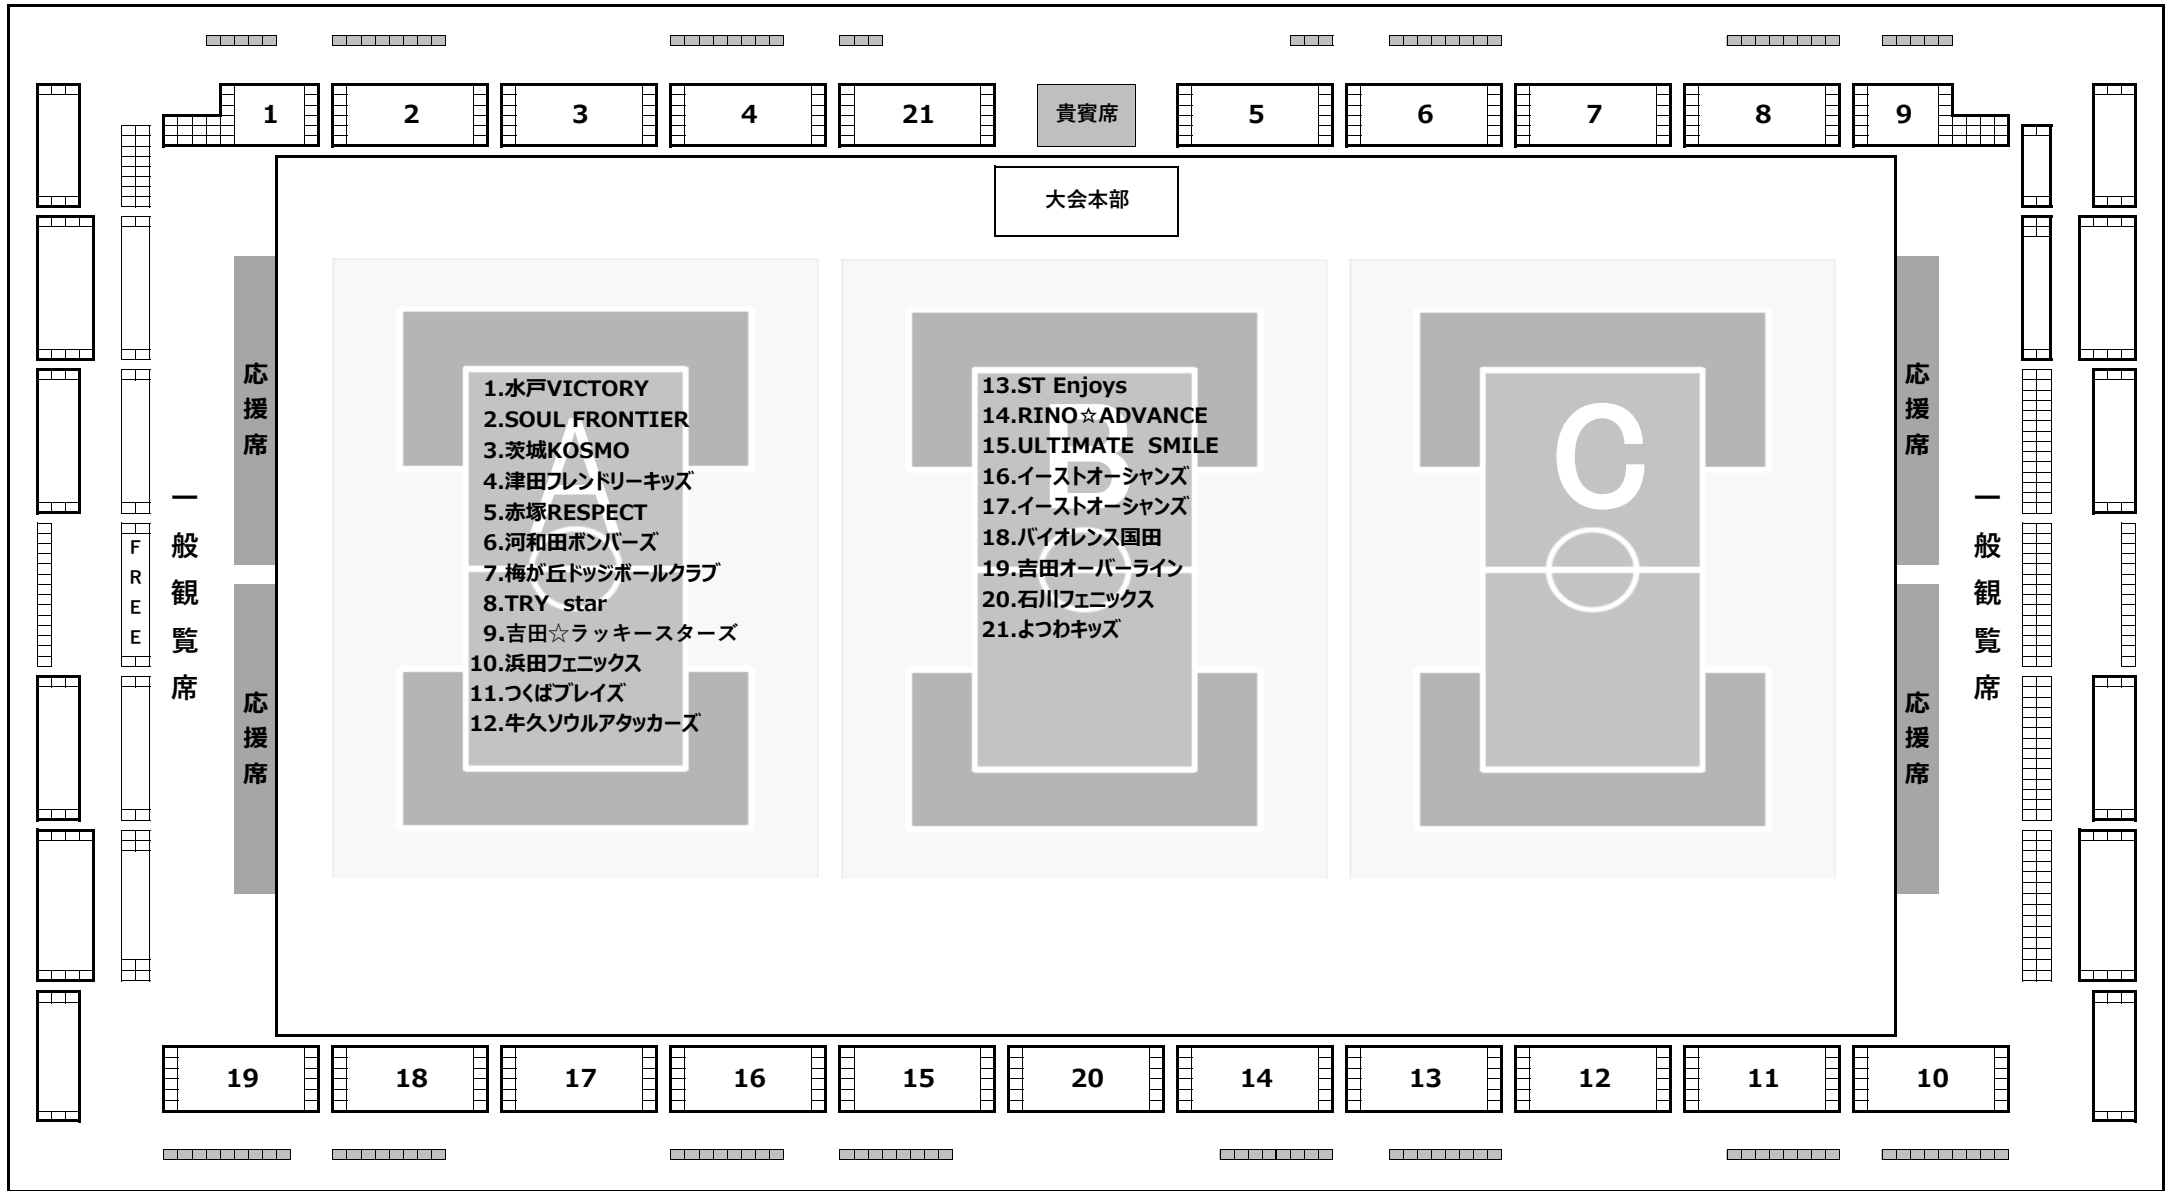 1 2 3 4 21 貴賓席 5 6 7 8 9
大会本部
応援席
応援席
一般観覧席
FREE
A
1.水戸VICTORY
2.SOUL FRONTIER
3.茨城KOSMO
4.津田フレンドリーキッズ
5.赤塚RESPECT
6.河和田ボンバーズ
7.梅が丘ドッジボールクラブ
8.TRY star
9.吉田☆ラッキースターズ
10.浜田フェニックス
11.つくばブレイズ
12.牛久ソウルアタッカーズ
B
13.ST Enjoys
14.RINO☆ADVANCE
15.ULTIMATE SMILE
16.イーストオーシャンズ
17.イーストオーシャンズ
18.バイオレンス国田
19.吉田オーバーライン
20.石川フェニックス
21.よつわキッズ
C
応援席
応援席
一般観覧席
19 18 17 16 15 20 14 13 12 11 10